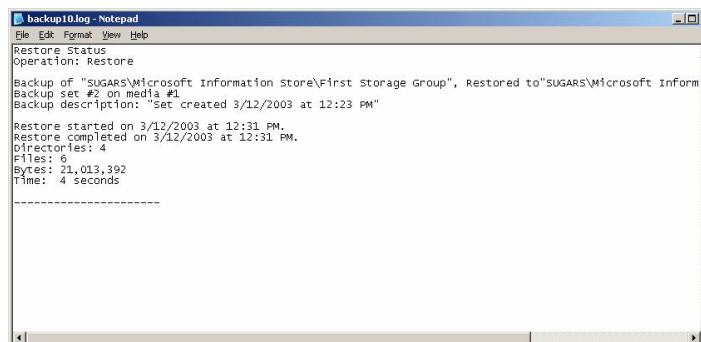 backup10.log - Notepad
File Edit Format View Help
Restore Status
Operation: Restore
Backup of "SUGARS\Microsoft Information Store\First Storage Group", Restored to"SUGARS\Microsoft Inform
Backup set #2 on media #1
Backup description: "Set created 3/12/2003 at 12:23 PM"
Restore started on 3/12/2003 at 12:31 PM.
Restore completed on 3/12/2003 at 12:31 PM.
Directories: 4
Files: 6
Bytes: 21,013,392
Time:  4 seconds
----------------------